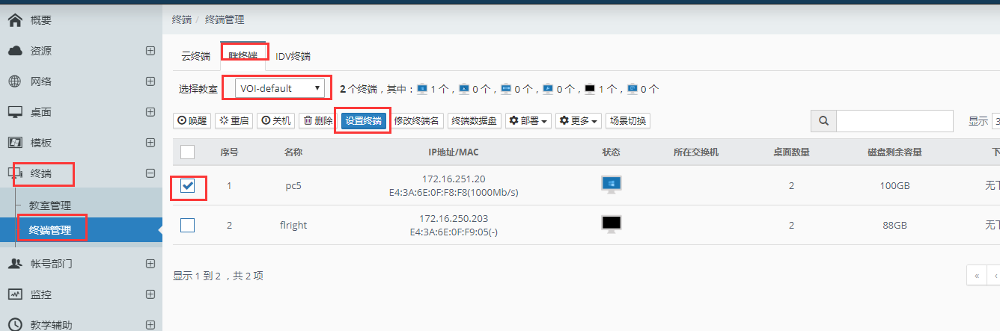 概要
资源
网络
桌面
模板
终端
教室管理
终端管理
帐号部门
监控
教学辅助
终端 / 终端管理
云终端 胖终端 IDV终端
选择教室 VOI-default 2 个终端，其中： 1 个， 0 个， 0 个， 0 个， 1 个， 0 个
唤醒 重启 关机 删除 设置终端 修改终端名 终端数据盘 部署 更多 场景切换 显示 3
序号 名称 IP地址/MAC 状态 所在交换机 桌面数量 磁盘剩余容量 下
1 pc5 172.16.251.20 2 100GB 无下
E4:3A:6E:0F:F8:F8(1000Mb/s)
2 flright 172.16.250.203 2 88GB 无下
E4:3A:6E:0F:F9:05(-)
显示 1 到 2 ，共 2 项 « ‹